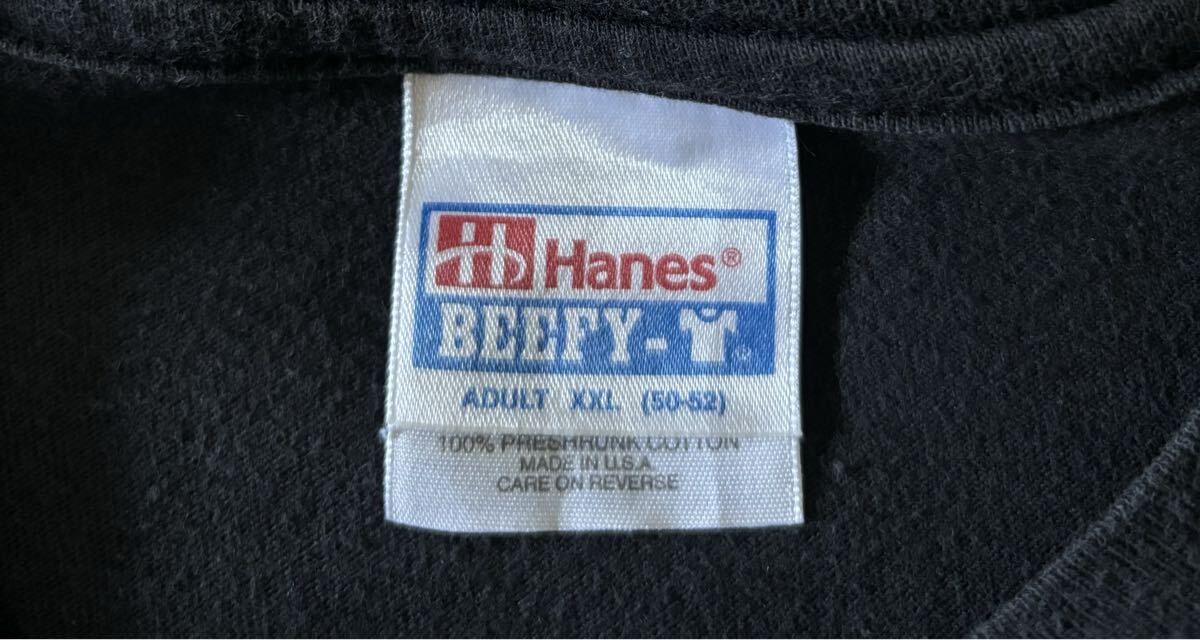 Hanes®
BEEFY-T®
ADULT XXL (50-52)
100% PRESHRUNK COTTON
MADE IN U.S.A.
CARE ON REVERSE